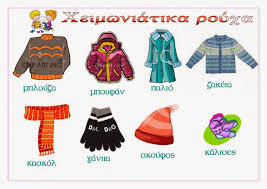 Χειμωνιάτικα ρούχα
μπλούζα μπουφάν παλτό ζακέτα
κασκόλ γάντια σκούφος κάλτσες